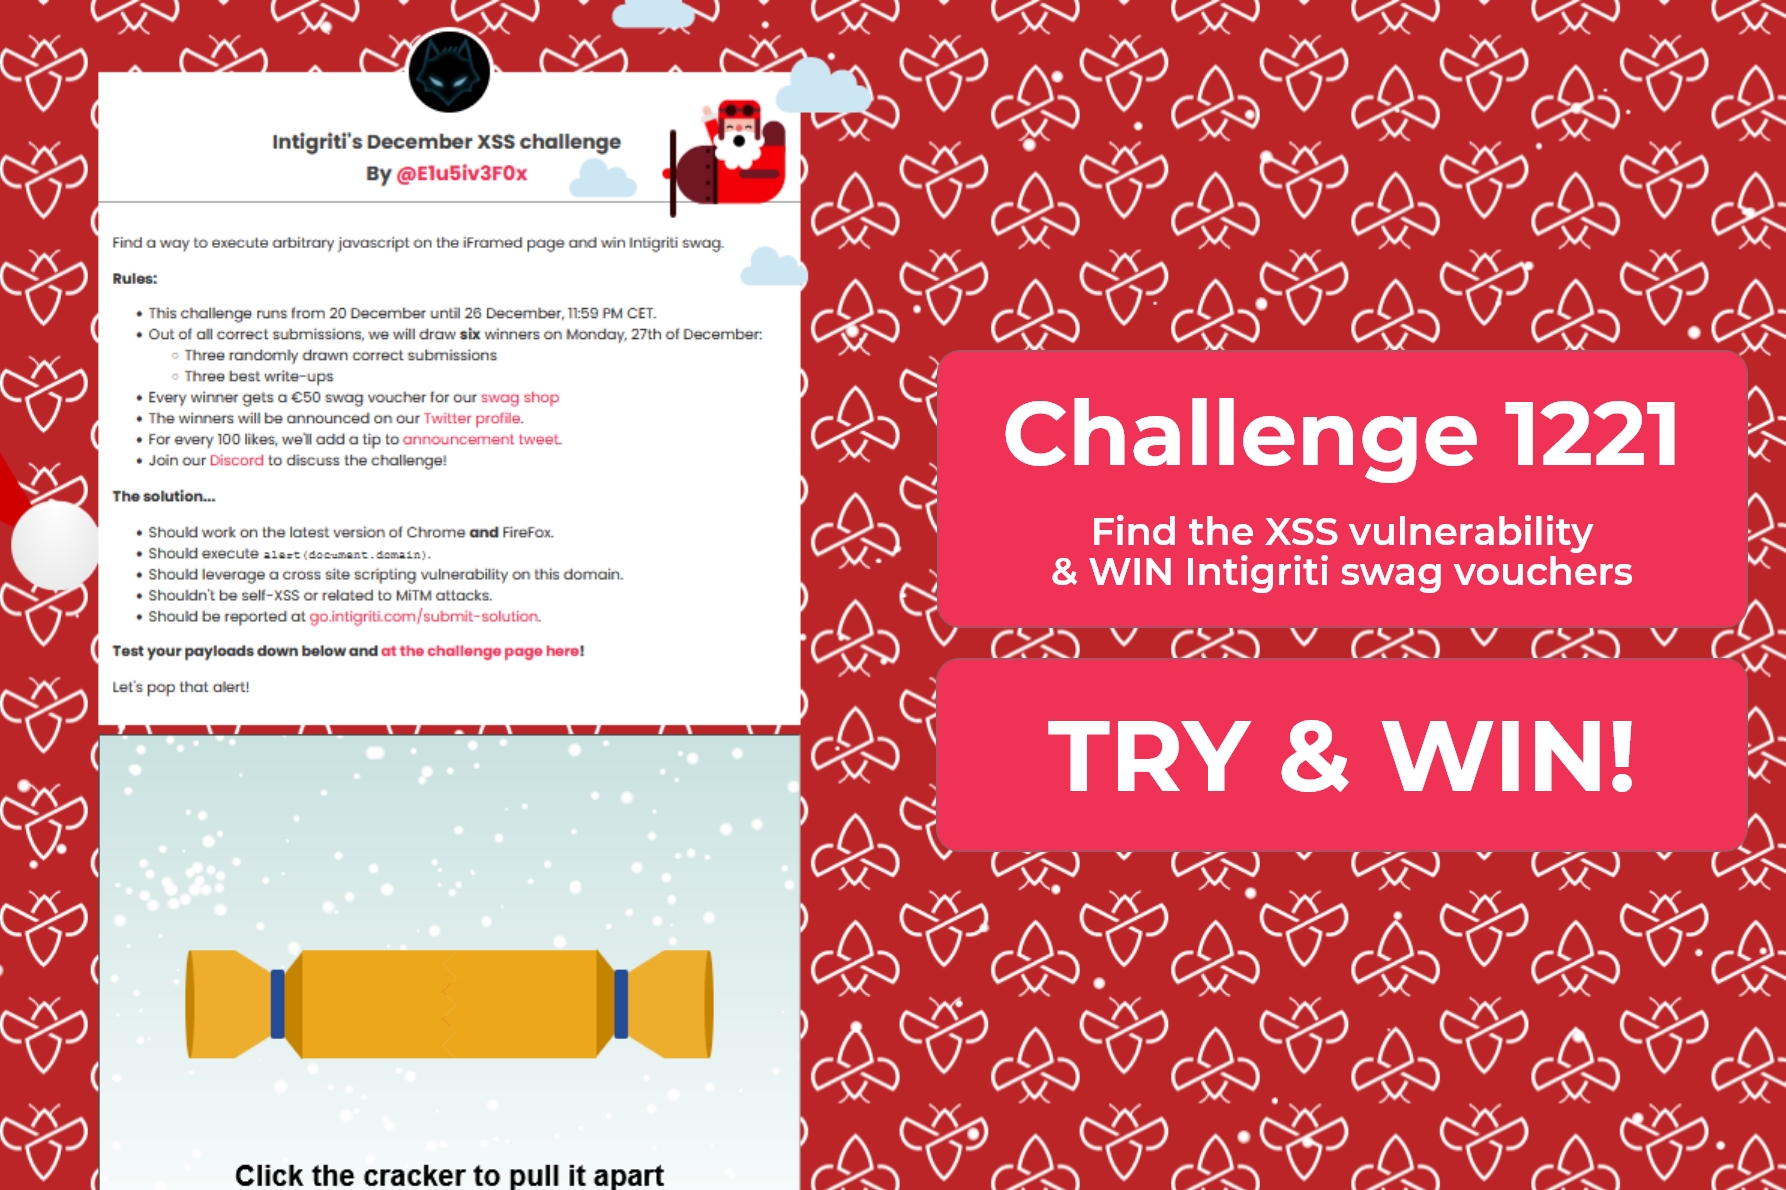 Intigriti's December XSS challenge
By @E1u5iv3F0x
Find a way to execute arbitrary javascript on the iFramed page and win Intigriti swag.
Rules:
This challenge runs from 20 December until 26 December, 11:59 PM CET.
Out of all correct submissions, we will draw six winners on Monday, 27th of December:
Three randomly drawn correct submissions
Three best write-ups
Every winner gets a €50 swag voucher for our swag shop
The winners will be announced on our Twitter profile.
For every 100 likes, we'll add a tip to announcement tweet.
Join our Discord to discuss the challenge!
The solution...
Should work on the latest version of Chrome and FireFox.
Should execute alert(document.domain).
Should leverage a cross site scripting vulnerability on this domain.
Shouldn't be self-XSS or related to MiTM attacks.
Should be reported at go.intigriti.com/submit-solution.
Test your payloads down below and at the challenge page here!
Let's pop that alert!
Click the cracker to pull it apart
Challenge 1221
Find the XSS vulnerability
& WIN Intigriti swag vouchers
TRY & WIN!